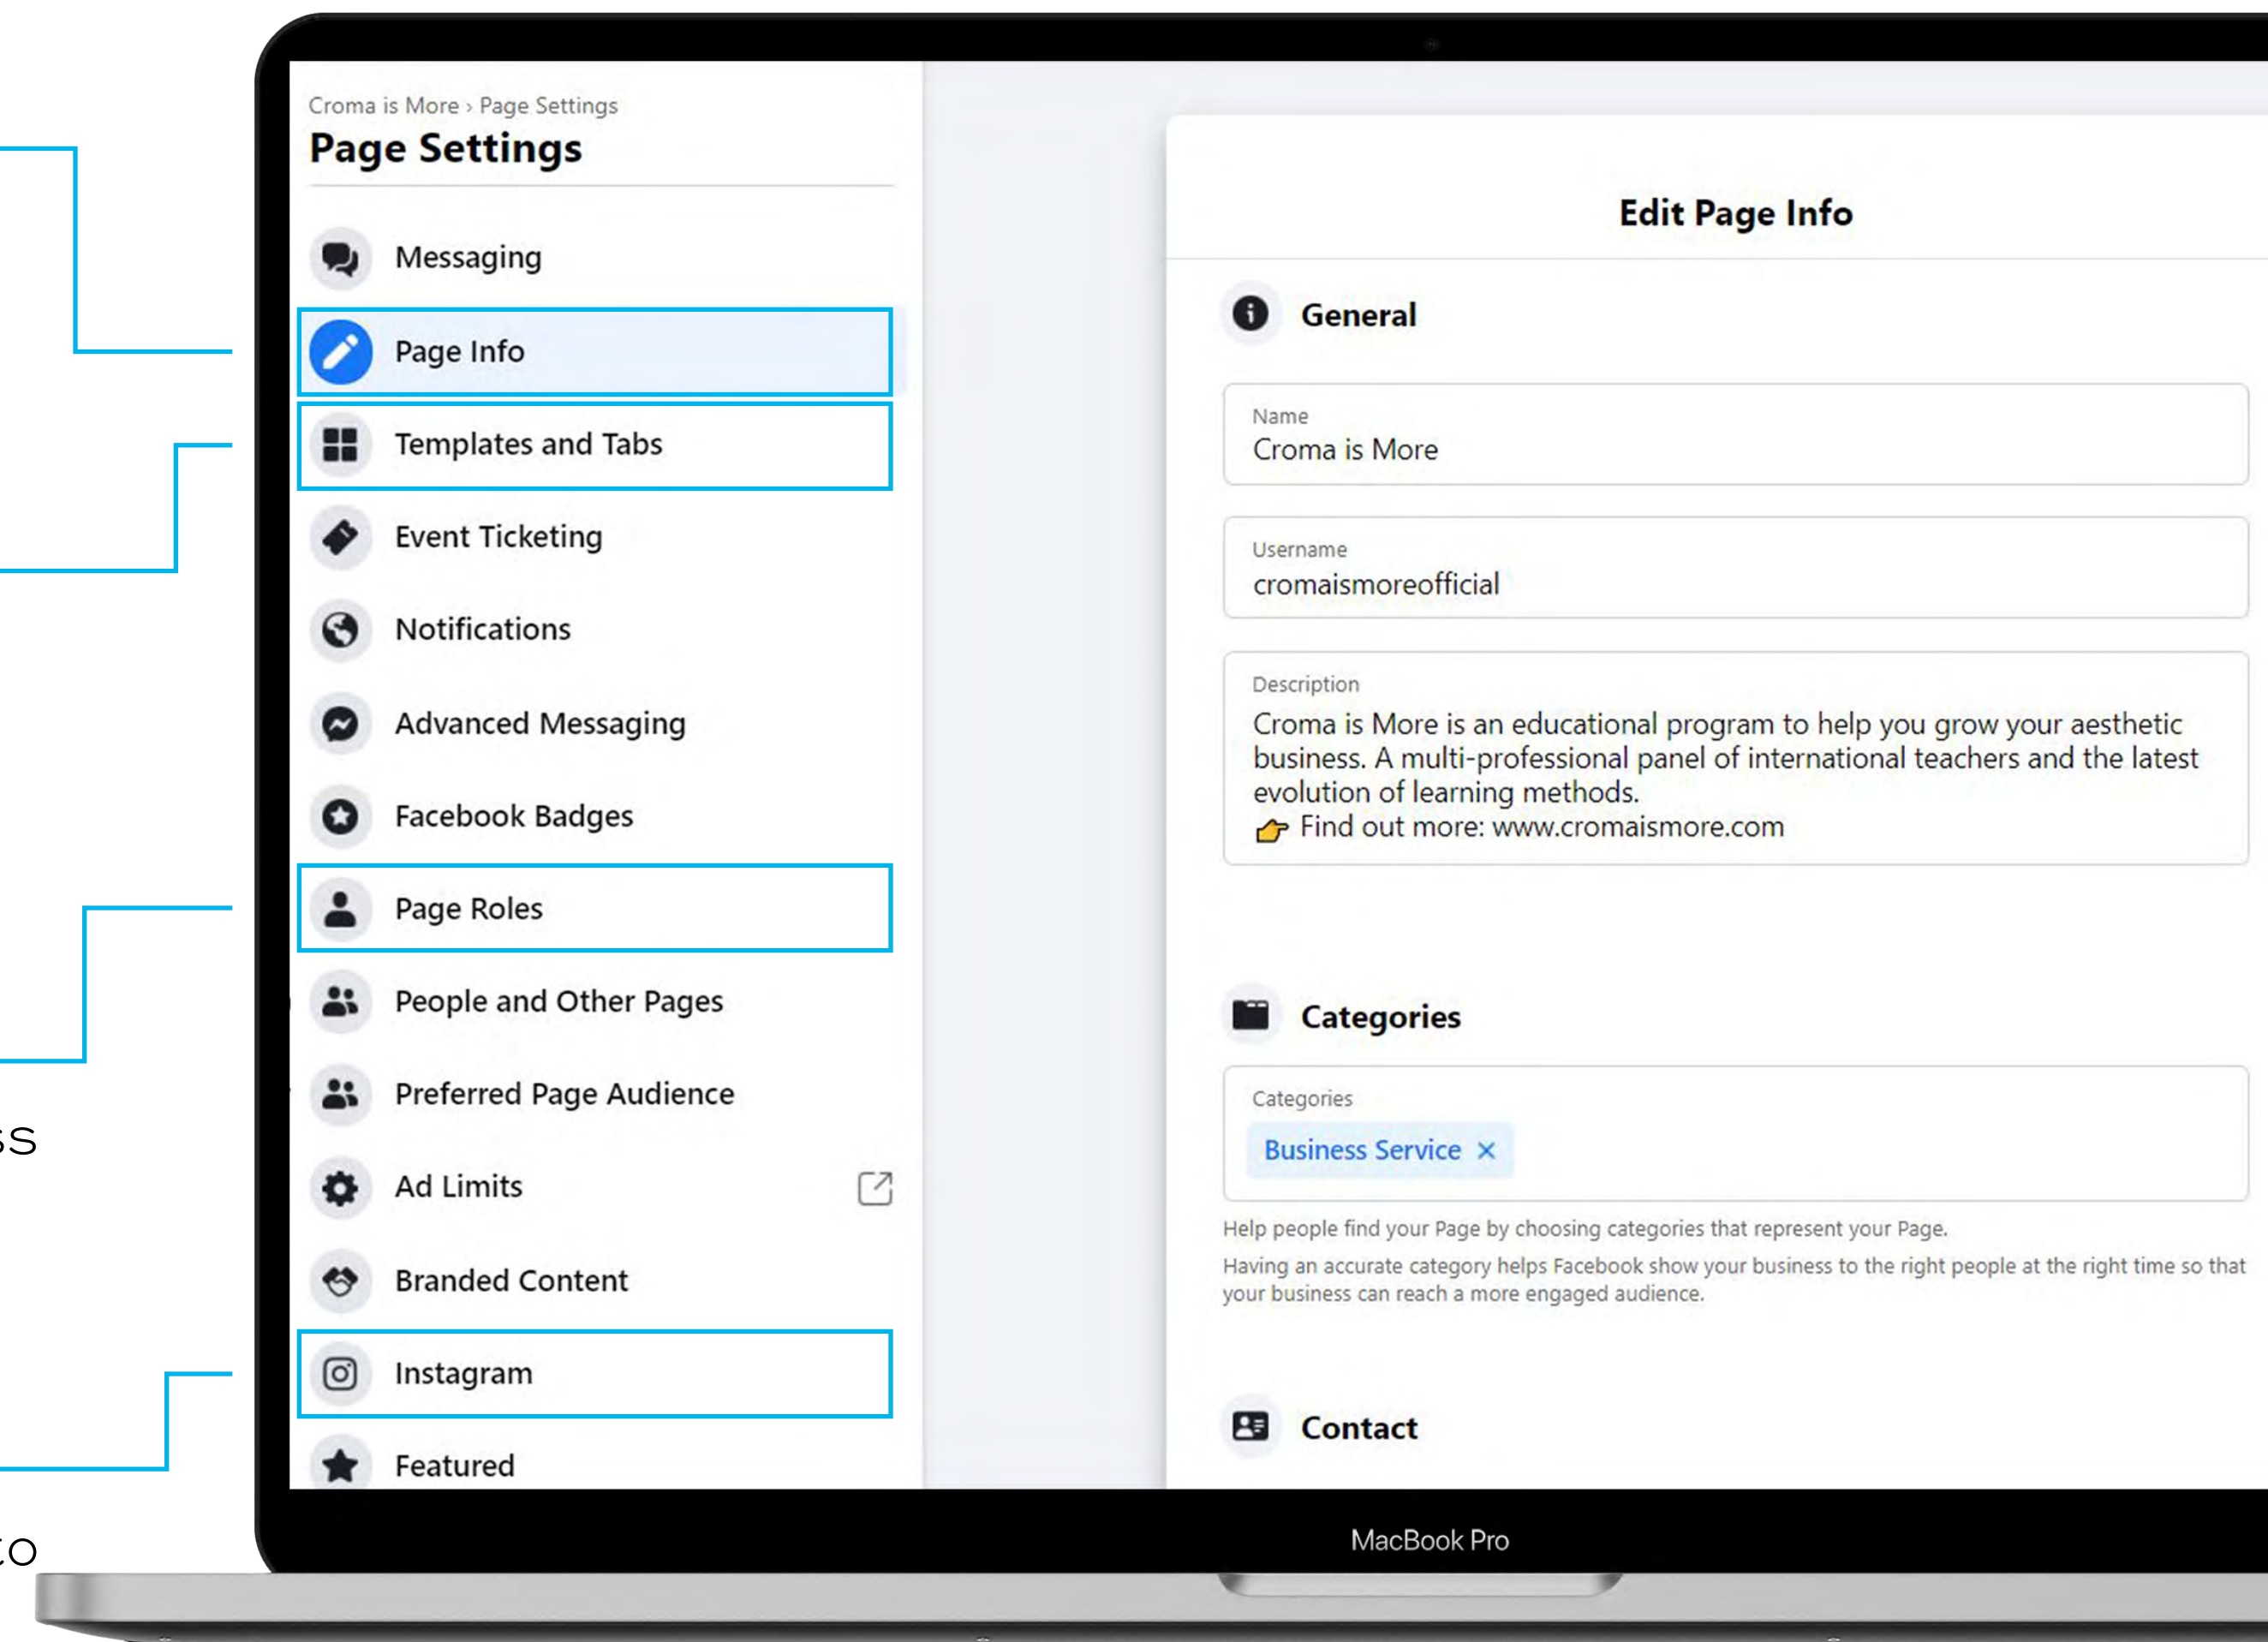 Croma is More › Page Settings
Page Settings
Messaging
Page Info
Templates and Tabs
Event Ticketing
Notifications
Advanced Messaging
Facebook Badges
Page Roles
People and Other Pages
Preferred Page Audience
Ad Limits
Branded Content
Instagram
Featured
Edit Page Info
General
Name
Croma is More
Username
cromaismoreofficial
Description
Croma is More is an educational program to help you grow your aesthetic
business. A multi-professional panel of international teachers and the latest
evolution of learning methods.
👉 Find out more: www.cromaismore.com
Categories
Categories
Business Service ×
Help people find your Page by choosing categories that represent your Page.
Having an accurate category helps Facebook show your business to the right people at the right time so that
your business can reach a more engaged audience.
Contact
MacBook Pro